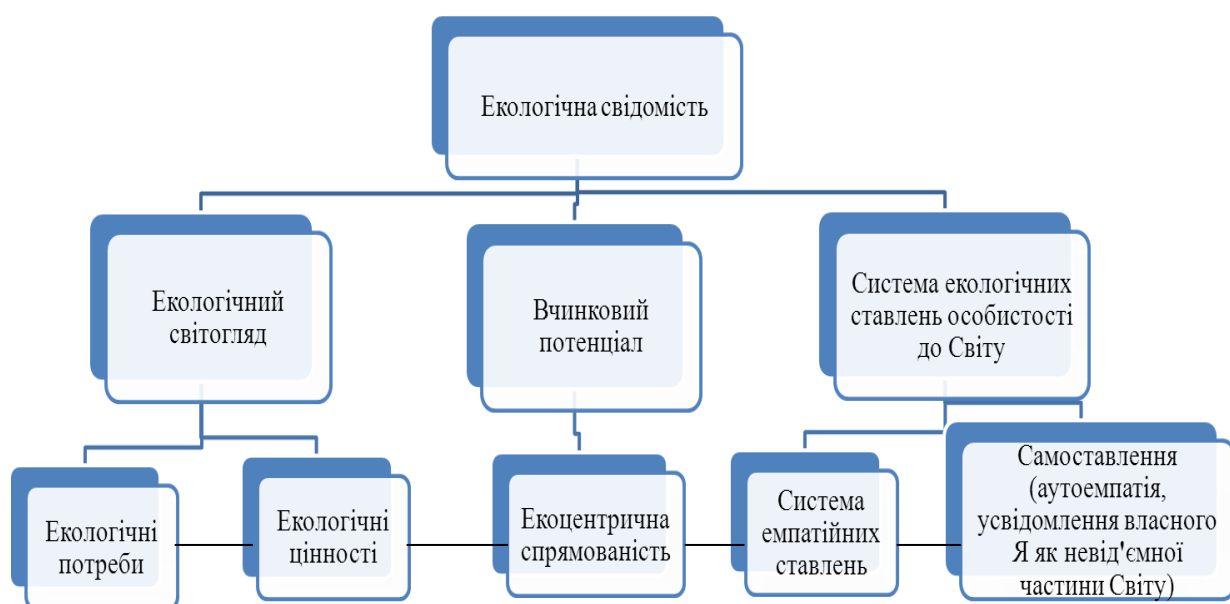 Екологічна свідомість
Екологічний
світогляд
Вчинковий
потенціал
Система екологічних
ставлень особистості
до Світу
Екологічні
потреби
Екологічні
цінності
Екоцентрична
спрямованість
Система
емпатійних
ставлень
Самоставлення
(аутоемпатія,
усвідомлення власного
Я як невід'ємної
частини Світу)